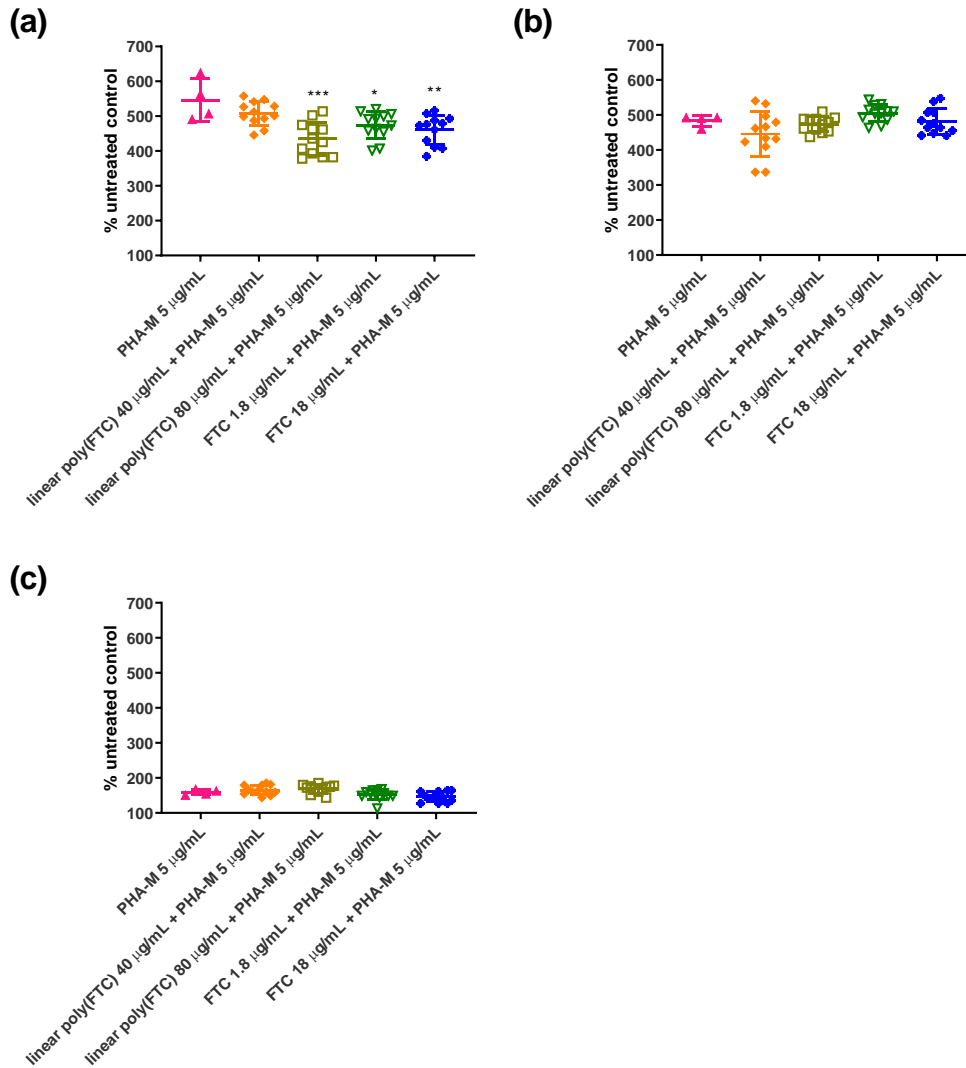 (a)
% untreated control
700
600
500
400
300
200
100
***
*
**
PHA-M 5 μg/mL
linear poly(FTC) 40 μg/mL + PHA-M 5 μg/mL
linear poly(FTC) 80 μg/mL + PHA-M 5 μg/mL
FTC 1.8 μg/mL + PHA-M 5 μg/mL
FTC 18 μg/mL + PHA-M 5 μg/mL
(b)
% untreated control
700
600
500
400
300
200
100
PHA-M 5 μg/mL
linear poly(FTC) 40 μg/mL + PHA-M 5 μg/mL
linear poly(FTC) 80 μg/mL + PHA-M 5 μg/mL
FTC 1.8 μg/mL + PHA-M 5 μg/mL
FTC 18 μg/mL + PHA-M 5 μg/mL
(c)
% untreated control
700
600
500
400
300
200
100
PHA-M 5 μg/mL
linear poly(FTC) 40 μg/mL + PHA-M 5 μg/mL
linear poly(FTC) 80 μg/mL + PHA-M 5 μg/mL
FTC 1.8 μg/mL + PHA-M 5 μg/mL
FTC 18 μg/mL + PHA-M 5 μg/mL